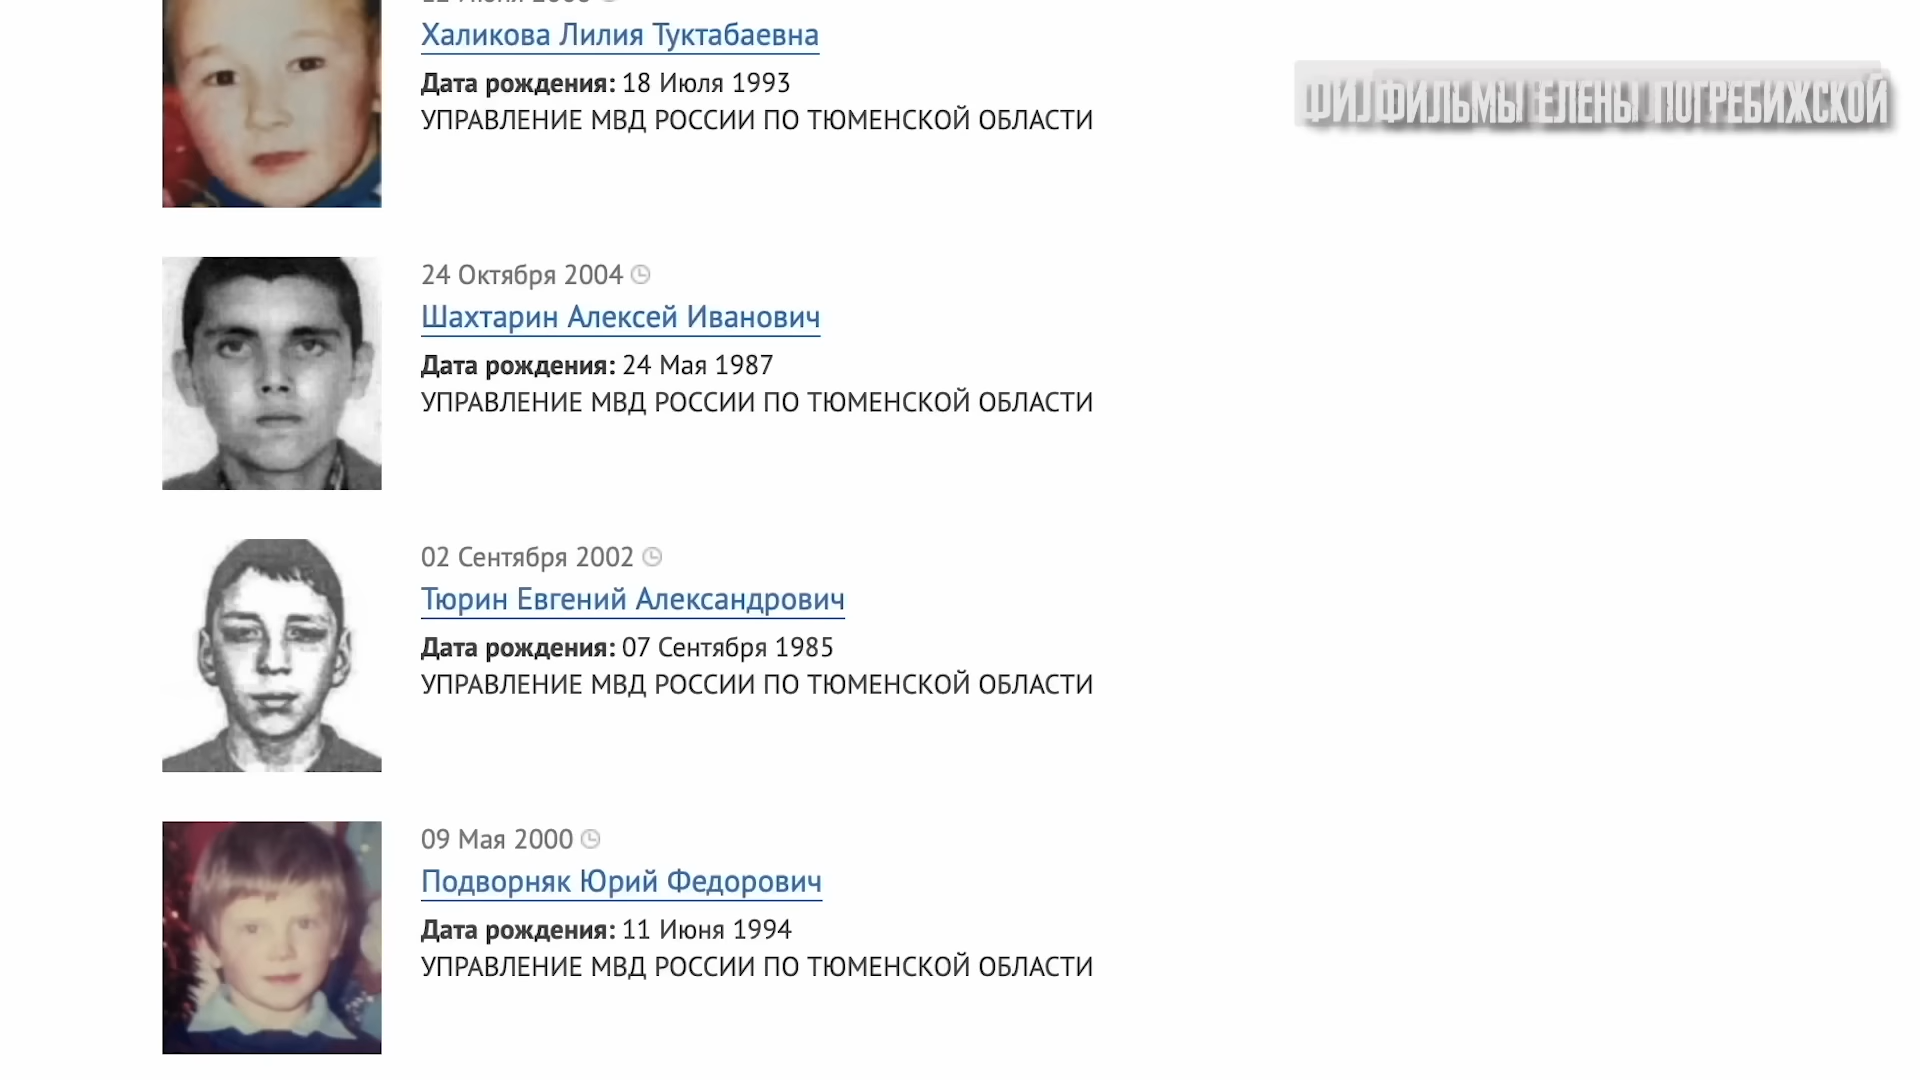 Халикова Лилия Туктабаевна
Дата рождения: 18 Июля 1993
УПРАВЛЕНИЕ МВД РОССИИ ПО ТЮМЕНСКОЙ ОБЛАСТИ
ФИЛЬМЫ ЕЛЕНЫ ПОГРЕБИЖСКОЙ
24 Октября 2004
Шахтарин Алексей Иванович
Дата рождения: 24 Мая 1987
УПРАВЛЕНИЕ МВД РОССИИ ПО ТЮМЕНСКОЙ ОБЛАСТИ
02 Сентября 2002
Тюрин Евгений Александрович
Дата рождения: 07 Сентября 1985
УПРАВЛЕНИЕ МВД РОССИИ ПО ТЮМЕНСКОЙ ОБЛАСТИ
09 Мая 2000
Подворняк Юрий Федорович
Дата рождения: 11 Июня 1994
УПРАВЛЕНИЕ МВД РОССИИ ПО ТЮМЕНСКОЙ ОБЛАСТИ